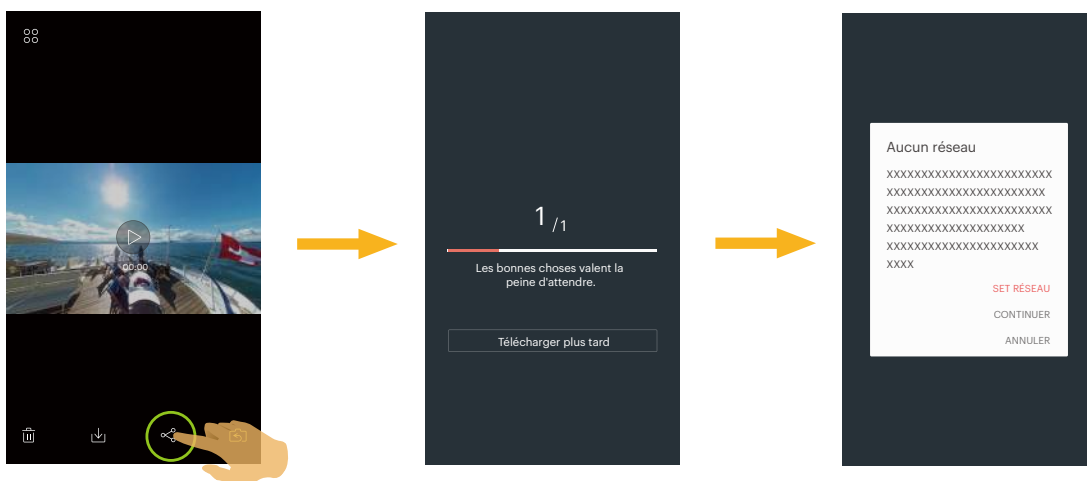 00:00
1 /1
Les bonnes choses valent la
peine d'attendre.
Télécharger plus tard
Aucun réseau
XXXXXXXXXXXXXXXXXXXXXXXX
XXXXXXXXXXXXXXXXXXXXXXX
XXXXXXXXXXXXXXXXXXXXXXXX
XXXXXXXXXXXXXXXXXXXX
XXXXXXXXXXXXXXXXXXXXXX
XXXX
SET RÉSEAU
CONTINUER
ANNULER